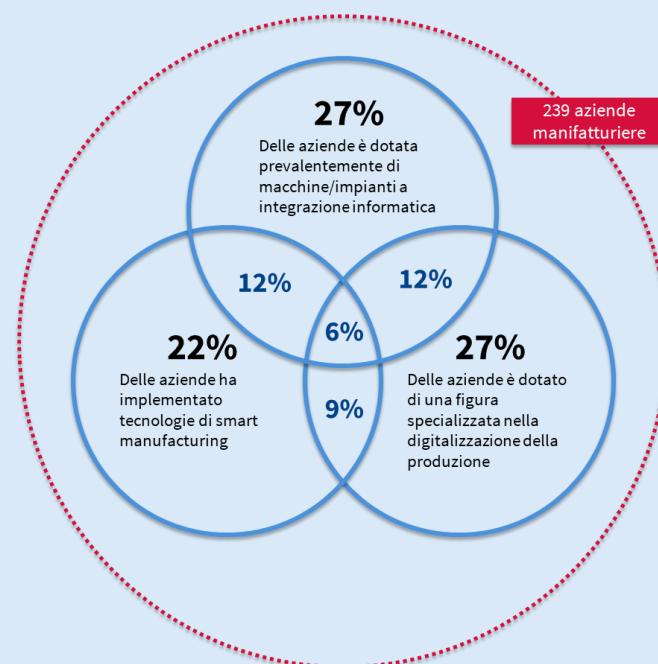 27%
Delle aziende è dotata
prevalentemente di
macchine/impianti a
integrazione informatica
239 aziende
manifatturiere
12%
12%
6%
22%
Delle aziende ha
implementato
tecnologie di smart
manufacturing
27%
Delle aziende è dotato
di una figura
specializzata nella
digitalizzazione della
produzione
9%